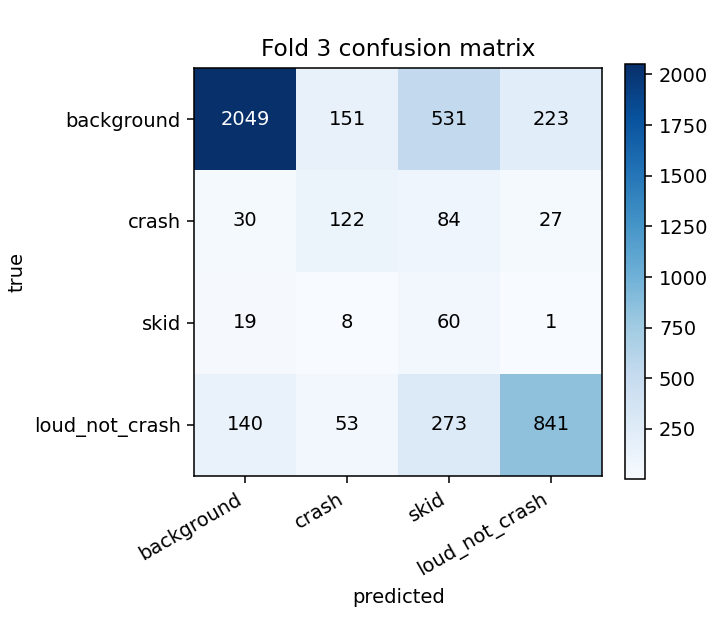 Fold 3 confusion matrix
background 2049 151 531 223
crash 30 122 84 27
skid 19 8 60 1
loud_not_crash 140 53 273 841
background crash skid loud_not_crash
predicted
true
2000
1750
1500
1250
1000
750
500
250